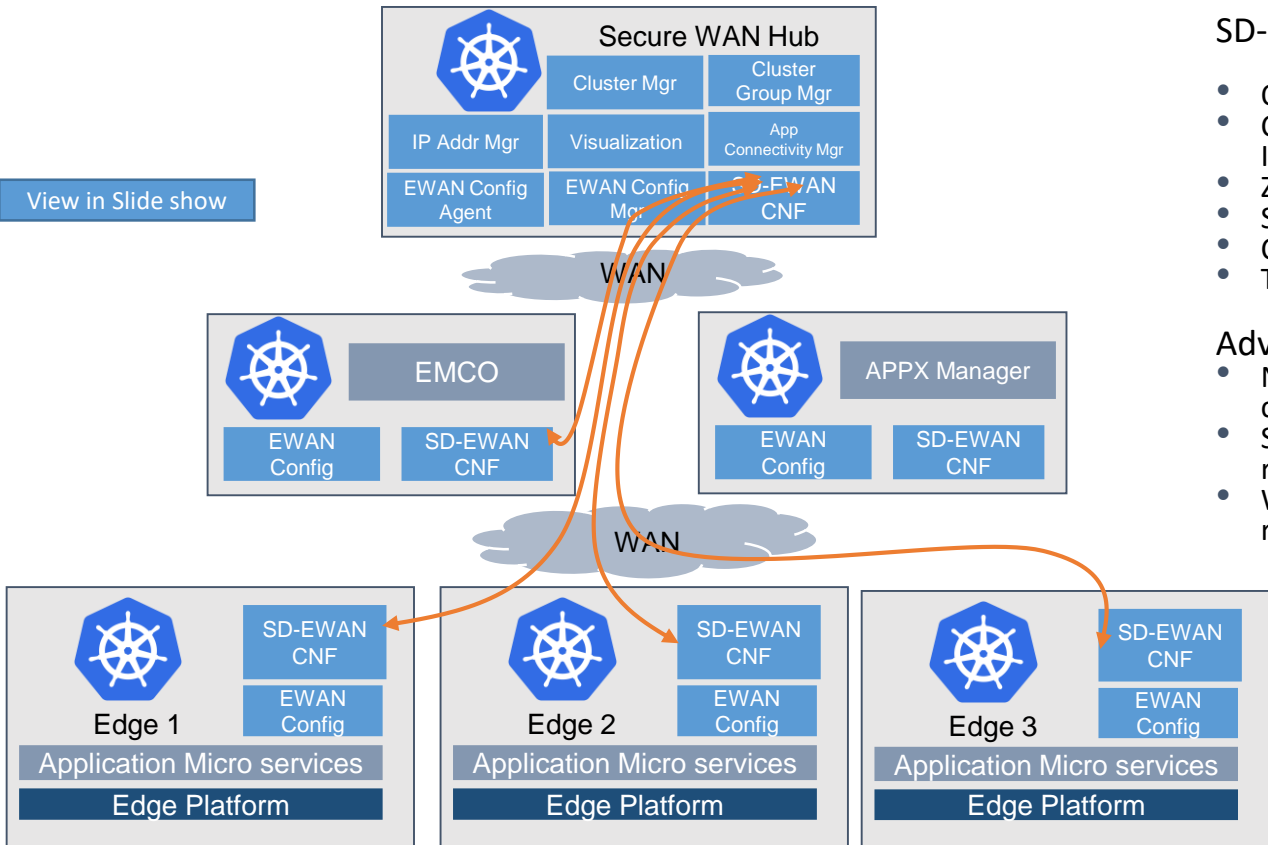 Secure WAN Hub
Cluster Mgr
Cluster
Group Mgr
IP Addr Mgr
Visualization
App
Connectivity Mgr
EWAN Config
Agent
EWAN Config
Mgr
SD-EWAN
CNF
View in Slide show
WAN
EMCO
EWAN
Config
SD-EWAN
CNF
APPX Manager
EWAN
Config
SD-EWAN
CNF
WAN
SD-EWAN
CNF
EWAN
Config
Edge 1
Application Micro services
Edge Platform
SD-EWAN
CNF
EWAN
Config
Edge 2
Application Micro services
Edge Platform
SD-EWAN
CNF
EWAN
Config
Edge 3
Application Micro services
Edge Platform
SD-
Adv